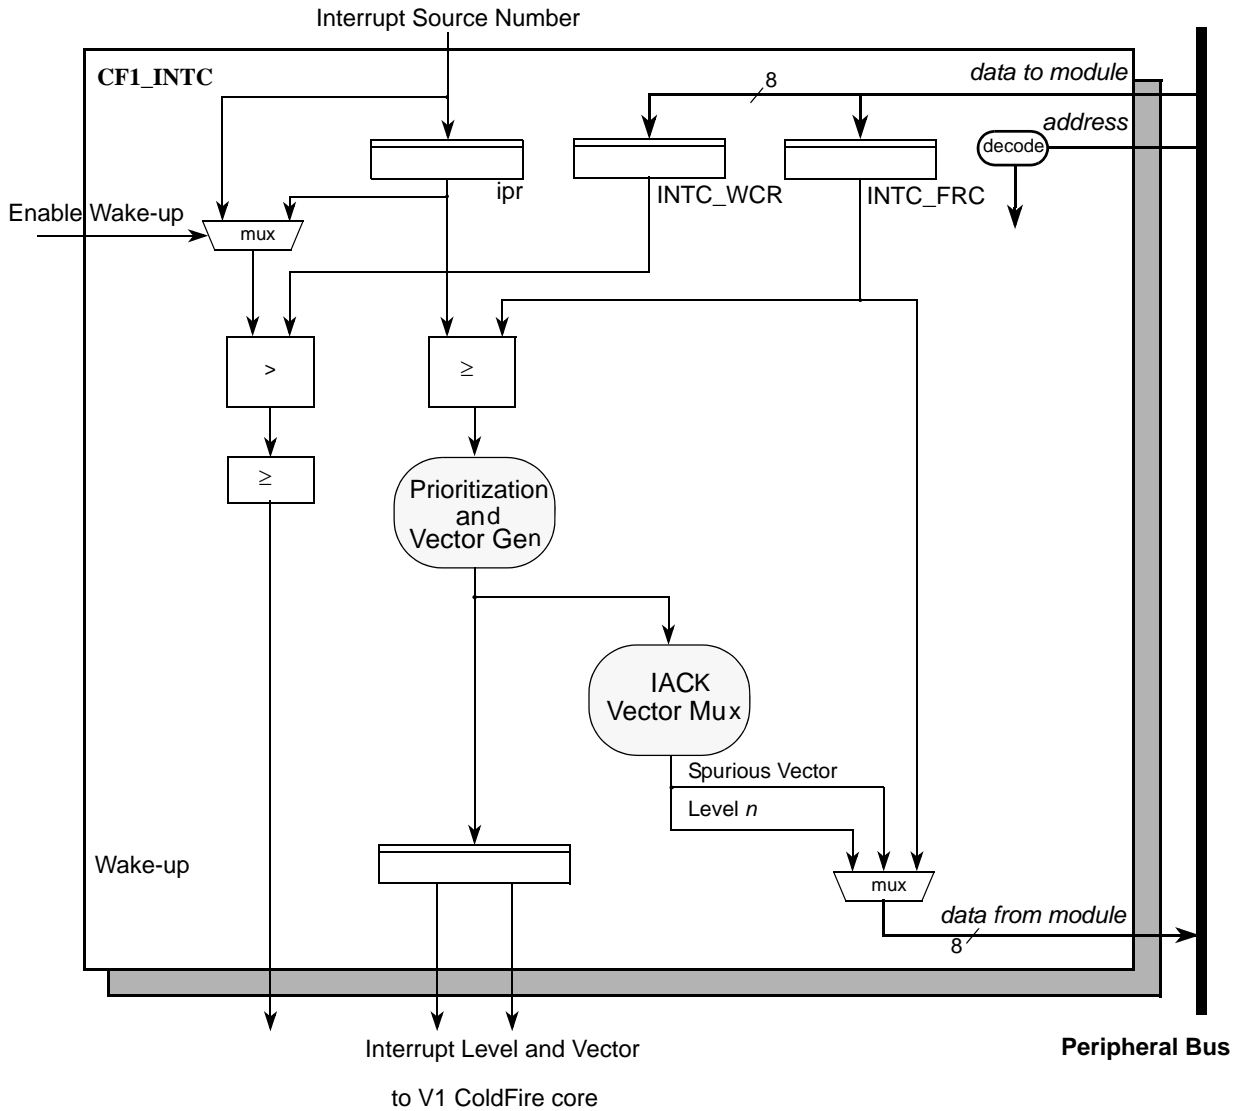 Interrupt Source Number
CF1_INTC
data to module
8
address
decode
ipr
INTC_WCR
INTC_FRC
Enable Wake-up
mux
>
≥
≥
Prioritization
and
Vector Gen
IACK
Vector Mux
Spurious Vector
Level n
Wake-up
mux
data from module
8
Interrupt Level and Vector
to V1 ColdFire core
Peripheral Bus